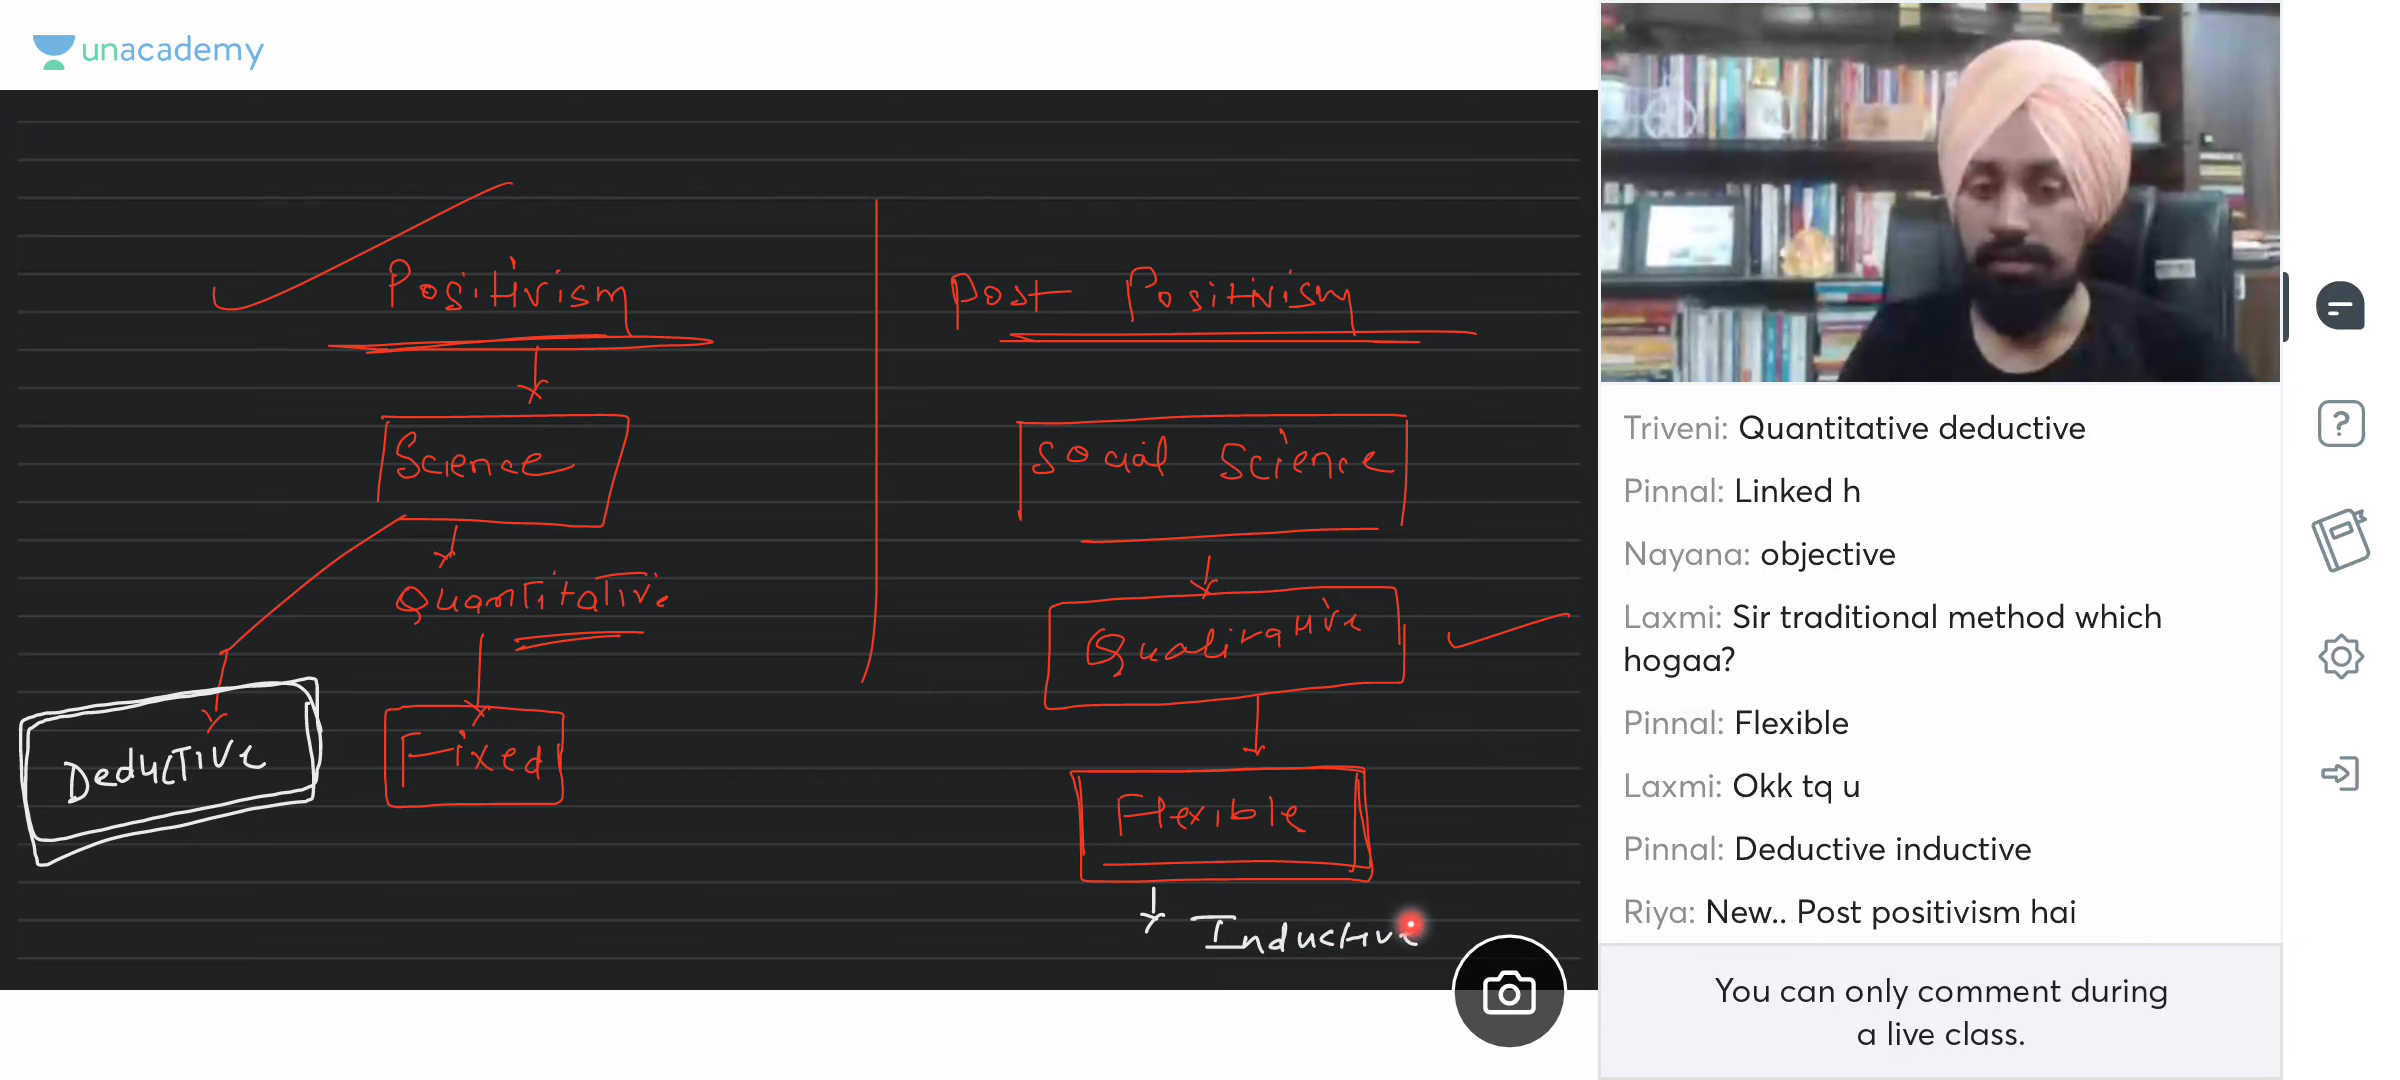 unacademy
Positivism
Science
Quantitative
Deductive
Fixed
Post Positivism
Social Science
Qualitative
Flexible
Inductive
Triveni: Quantitative deductive
Pinnal: Linked h
Nayana: objective
Laxmi: Sir traditional method which
hogaa?
Pinnal: Flexible
Laxmi: Okk tq u
Pinnal: Deductive inductive
Riya: New.. Post positivism hai
You can only comment during
a live class.
?